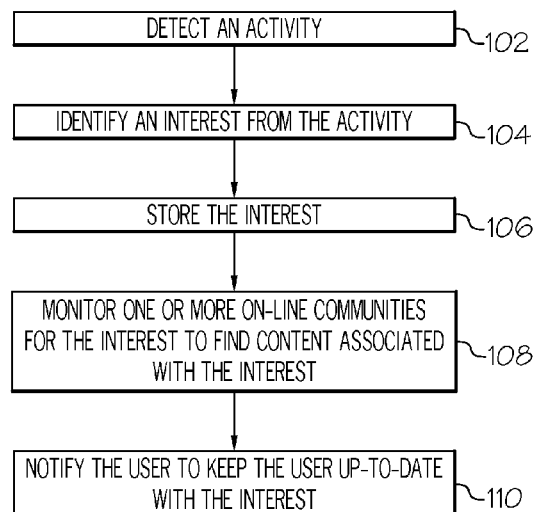 DETECT AN ACTIVITY
102
IDENTIFY AN INTEREST FROM THE ACTIVITY
104
STORE THE INTEREST
106
MONITOR ONE OR MORE ON-LINE COMMUNITIES
FOR THE INTEREST TO FIND CONTENT ASSOCIATED
WITH THE INTEREST
108
NOTIFY THE USER TO KEEP THE USER UP-TO-DATE
WITH THE INTEREST
110